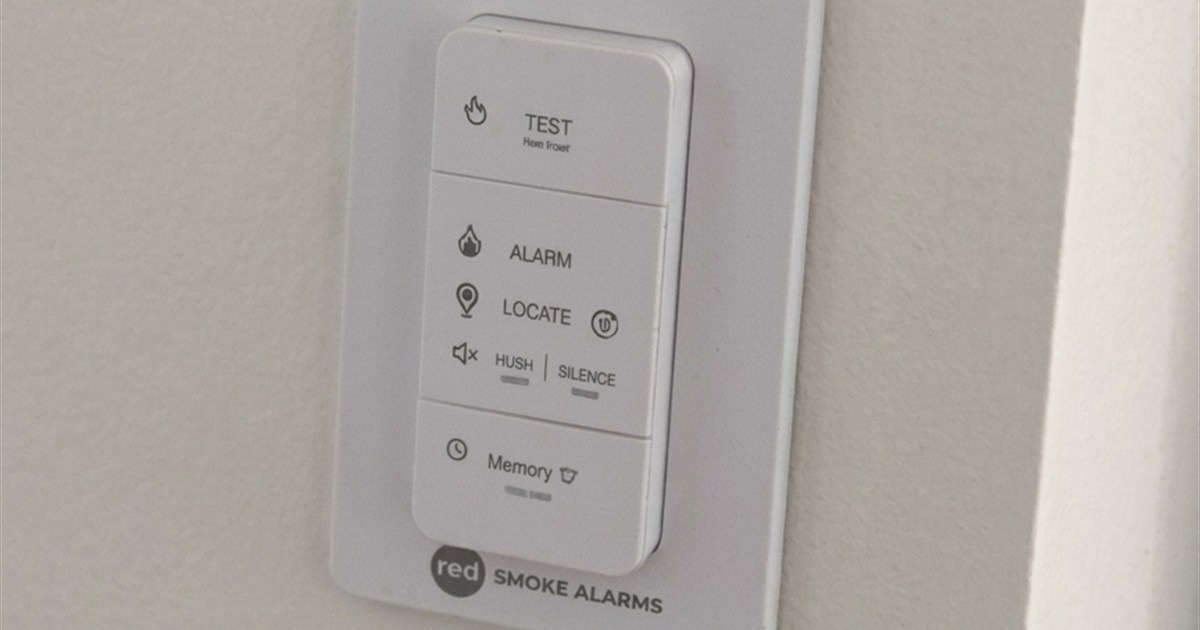 TEST
ALARM
LOCATE
HUSH | SILENCE
Memory
red SMOKE ALARMS